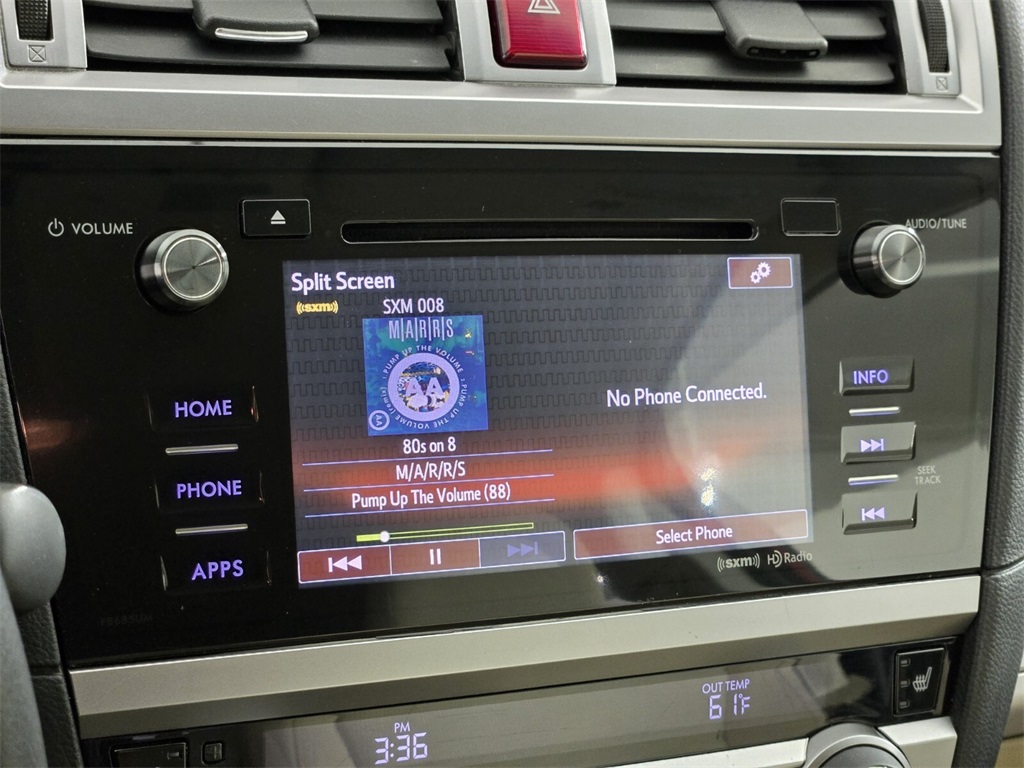 VOLUME
AUDIO/TUNE
Split Screen
((sxm))
SXM 008
M|A|R|R|S
PUMP UP THE VOLUME
AA
No Phone Connected.
80s on 8
M/A/R/R/S
Pump Up The Volume (88)
Select Phone
((sxm)) HD Radio
HOME
PHONE
APPS
INFO
SEEK
TRACK
PM
3:36
OUT TEMP
61°F